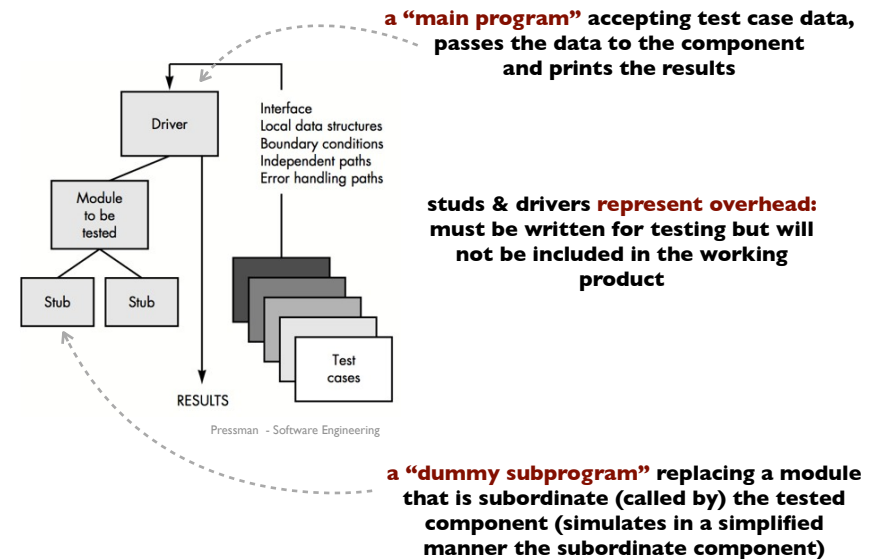 a “main program” accepting test case data,
passes the data to the component
and prints the results
Driver
Interface
Local data structures
Boundary conditions
Independent paths
Error handling paths
Module
to be
tested
studs & drivers represent overhead:
must be written for testing but will
not be included in the working
product
Stub
Stub
Test
cases
RESULTS
Pressman - Software Engineering
a “dummy subprogram” replacing a module
that is subordinate (called by) the tested
component (simulates in a simplified
manner the subordinate component)